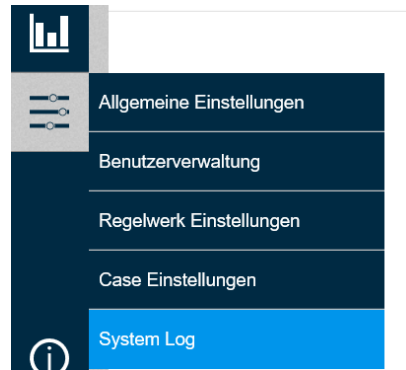 Allgemeine Einstellungen
Benutzerverwaltung
Regelwerk Einstellungen
Case Einstellungen
System Log